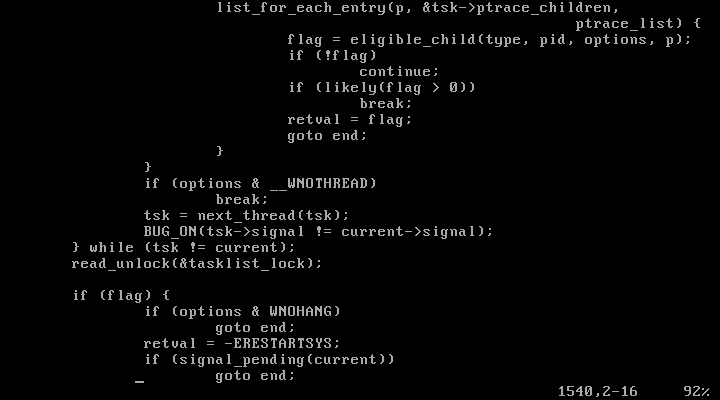 list_for_each_entry(p, &tsk->ptrace_children,
ptrace_list) {
flag = eligible_child(type, pid, options, p);
if (!flag)
continue;
if (likely(flag > 0))
break;
retval = flag;
goto end;
}
}
if (options & __WNOTHREAD)
break;
tsk = next_thread(tsk);
BUG_ON(tsk->signal != current->signal);
} while (tsk != current);
read_unlock(&tasklist_lock);
if (flag) {
if (options & WNOHANG)
goto end;
retval = -ERESTARTSYS;
if (signal_pending(current))
goto end;
1540,2-16 92%